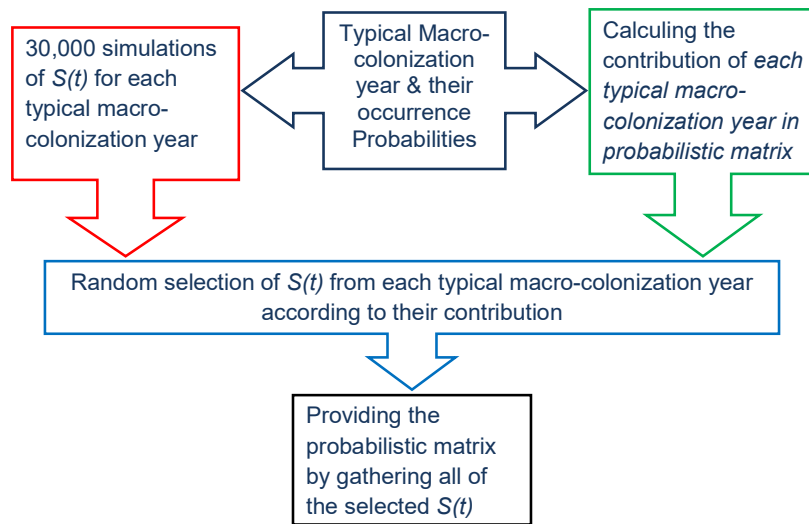 30,000 simulations
of S(t) for each
typical macro-
colonization year
Typical Macro-
colonization
year & their
occurrence
Probabilities
Calculing the
contribution of each
typical macro-
colonization year in
probabilistic matrix
Random selection of S(t) from each typical macro-colonization year
according to their contribution
Providing the
probabilistic matrix
by gathering all of
the selected S(t)